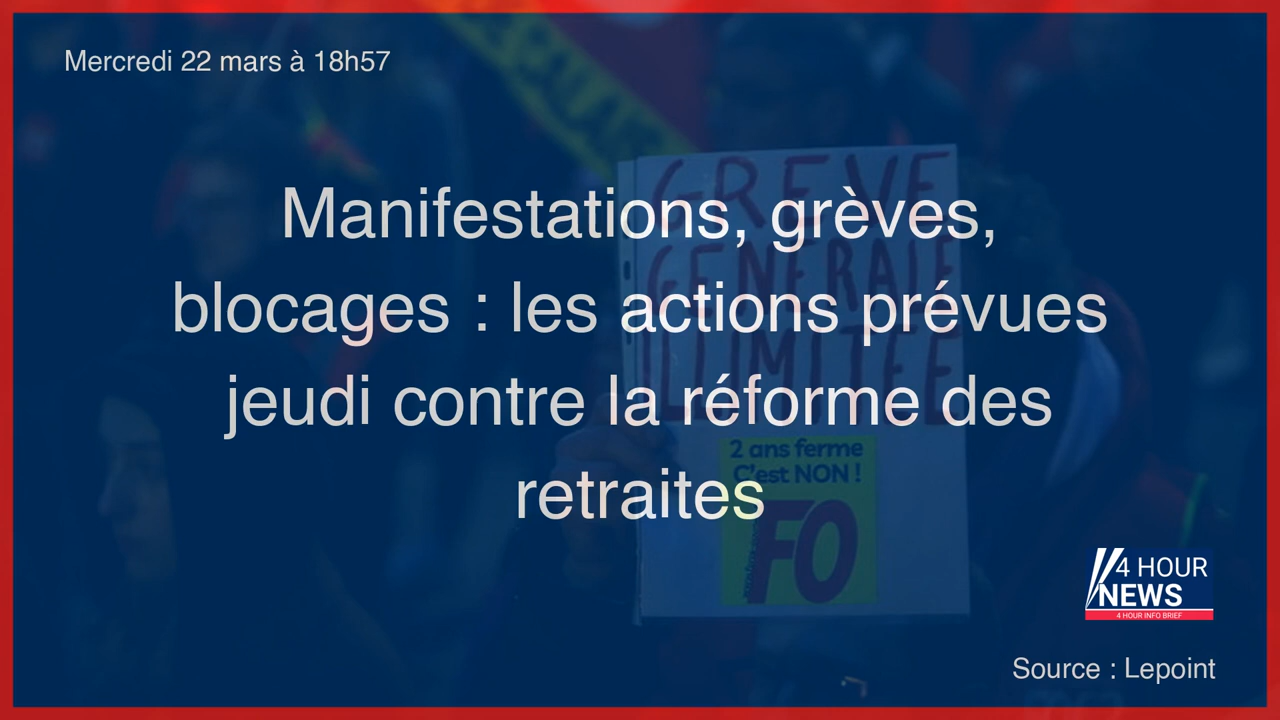 Mercredi 22 mars à 18h57
Manifestations, grèves,
blocages : les actions prévues
jeudi contre la réforme des
retraites
GREVE
GENERALE
ILLIMITEE
2 ans ferme
C'est NON !
FO
4 HOUR
NEWS
4 HOUR INFO BRIEF
Source : Lepoint